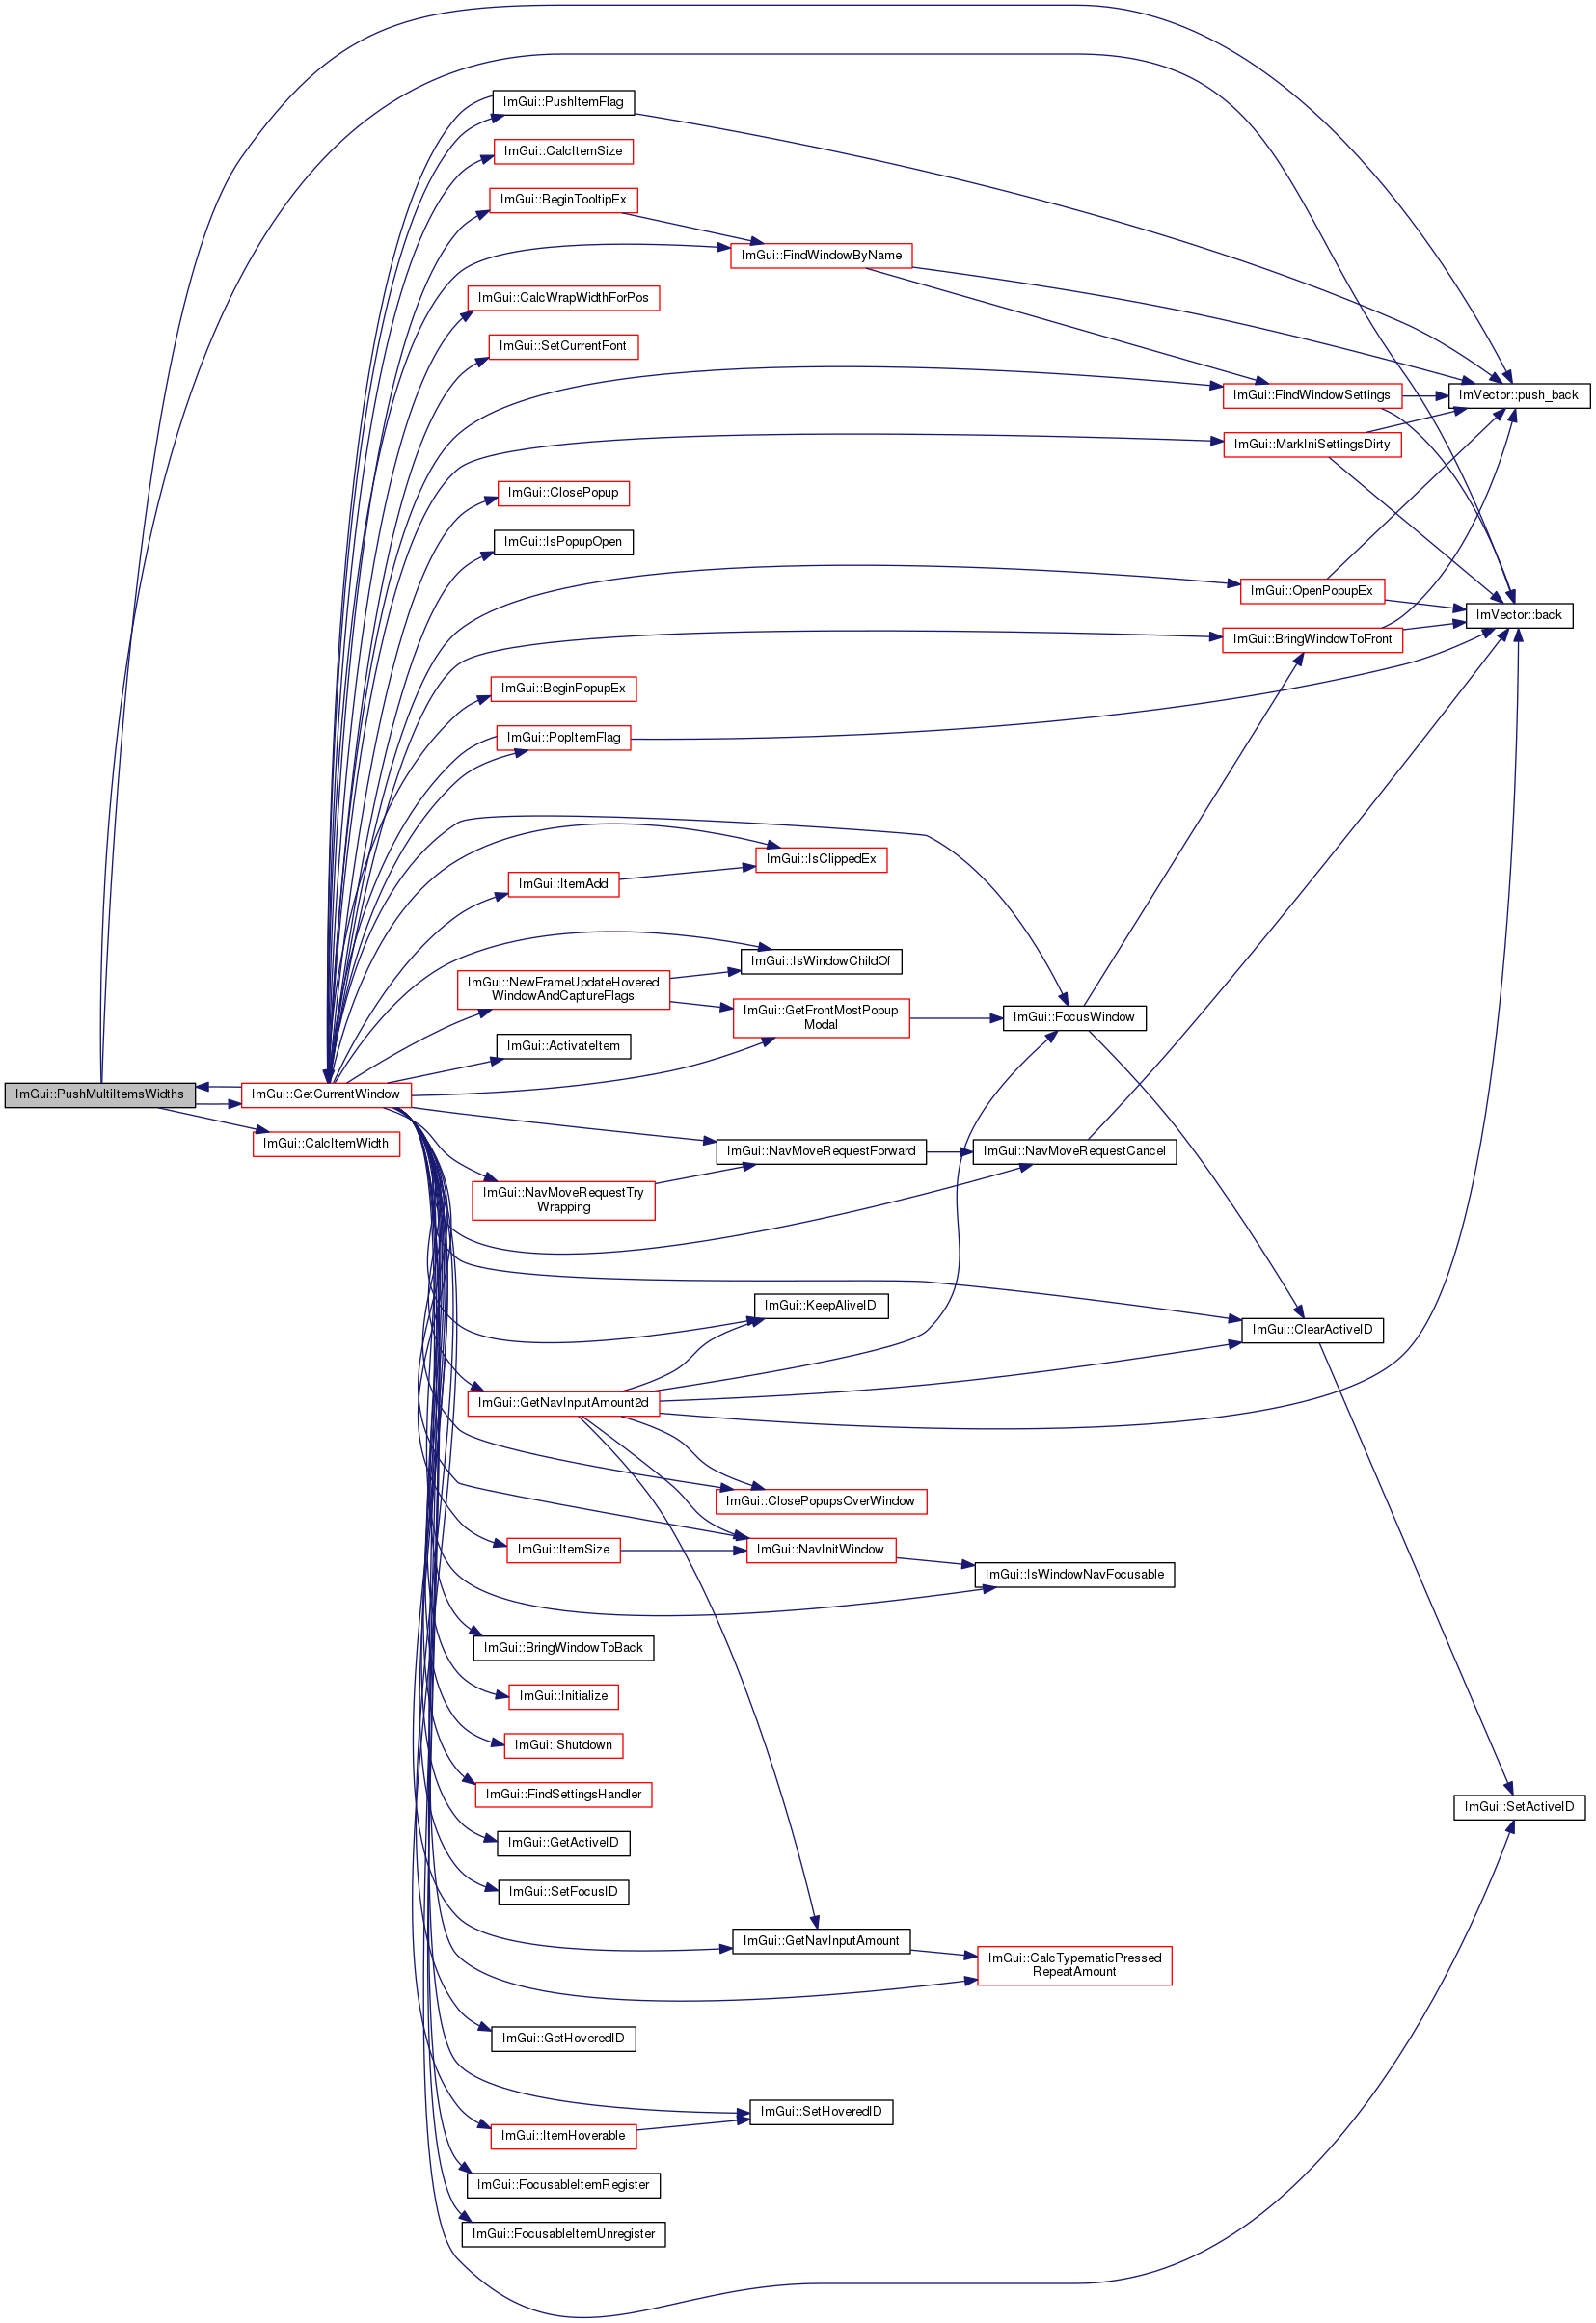 ImGui::PushItemFlag
ImGui::CalcItemSize
ImGui::BeginTooltipEx
ImGui::FindWindowByName
ImGui::CalcWrapWidthForPos
ImGui::SetCurrentFont
ImGui::FindWindowSettings
ImVector::push_back
ImGui::MarkIniSettingsDirty
ImGui::ClosePopup
ImGui::IsPopupOpen
ImGui::OpenPopupEx
ImVector::back
ImGui::BringWindowToFront
ImGui::BeginPopupEx
ImGui::PopItemFlag
ImGui::IsClippedEx
ImGui::ItemAdd
ImGui::IsWindowChildOf
ImGui::NewFrameUpdateHovered
WindowAndCaptureFlags
ImGui::GetFrontMostPopup
Modal
ImGui::FocusWindow
ImGui::ActivateItem
ImGui::PushMultiItemsWidths
ImGui::GetCurrentWindow
ImGui::CalcItemWidth
ImGui::NavMoveRequestForward
ImGui::NavMoveRequestCancel
ImGui::NavMoveRequestTry
Wrapping
ImGui::KeepAliveID
ImGui::ClearActiveID
ImGui::GetNavInputAmount2d
ImGui::ClosePopupsOverWindow
ImGui::ItemSize
ImGui::NavInitWindow
ImGui::IsWindowNavFocusable
ImGui::BringWindowToBack
ImGui::Initialize
ImGui::Shutdown
ImGui::FindSettingsHandler
ImGui::SetActiveID
ImGui::GetActiveID
ImGui::SetFocusID
ImGui::GetNavInputAmount
ImGui::CalcTypematicPressed
RepeatAmount
ImGui::GetHoveredID
ImGui::SetHoveredID
ImGui::ItemHoverable
ImGui::FocusableItemRegister
ImGui::FocusableItemUnregister